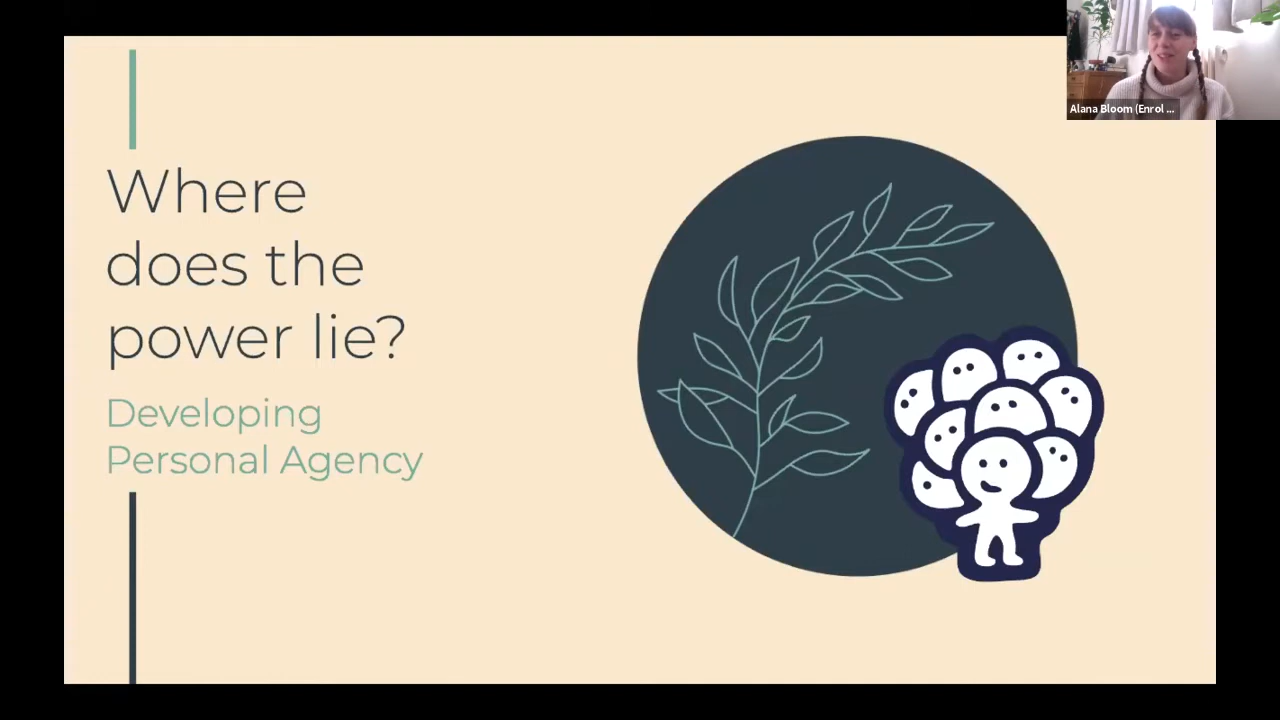 Where
does the
power lie?
Developing
Personal Agency
Alana Bloom (Enrol ...